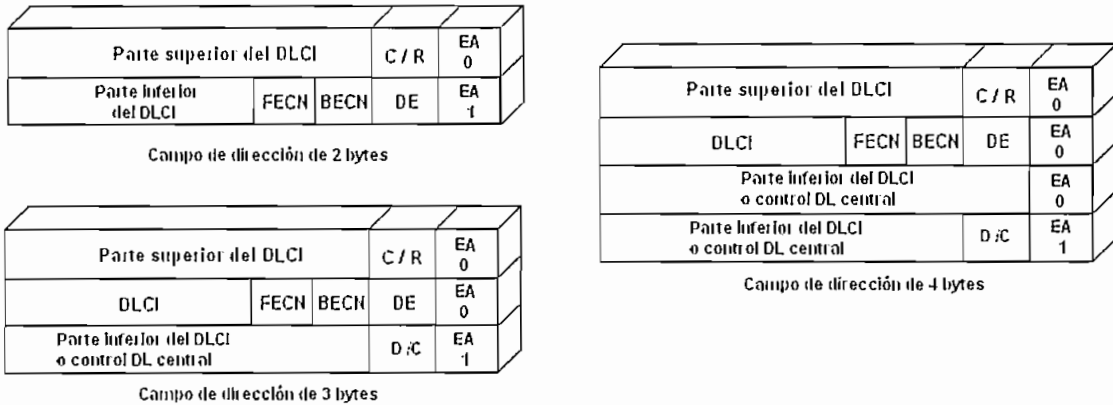 Parte superior del DLCI C / R EA 0
Parte inferior del DLCI FECN BECN DE EA 1
Campo de dirección de 2 bytes
Parte superior del DLCI C / R EA 0
DLCI FECN BECN DE EA 0
Parte inferior del DLCI o control DL central D/C EA 1
Campo de dirección de 3 bytes
Parte superior del DLCI C / R EA 0
DLCI FECN BECN DE EA 0
Parte inferior del DLCI o control DL central EA 0
Parte inferior del DLCI o control DL central D/C EA 1
Campo de dirección de 4 bytes